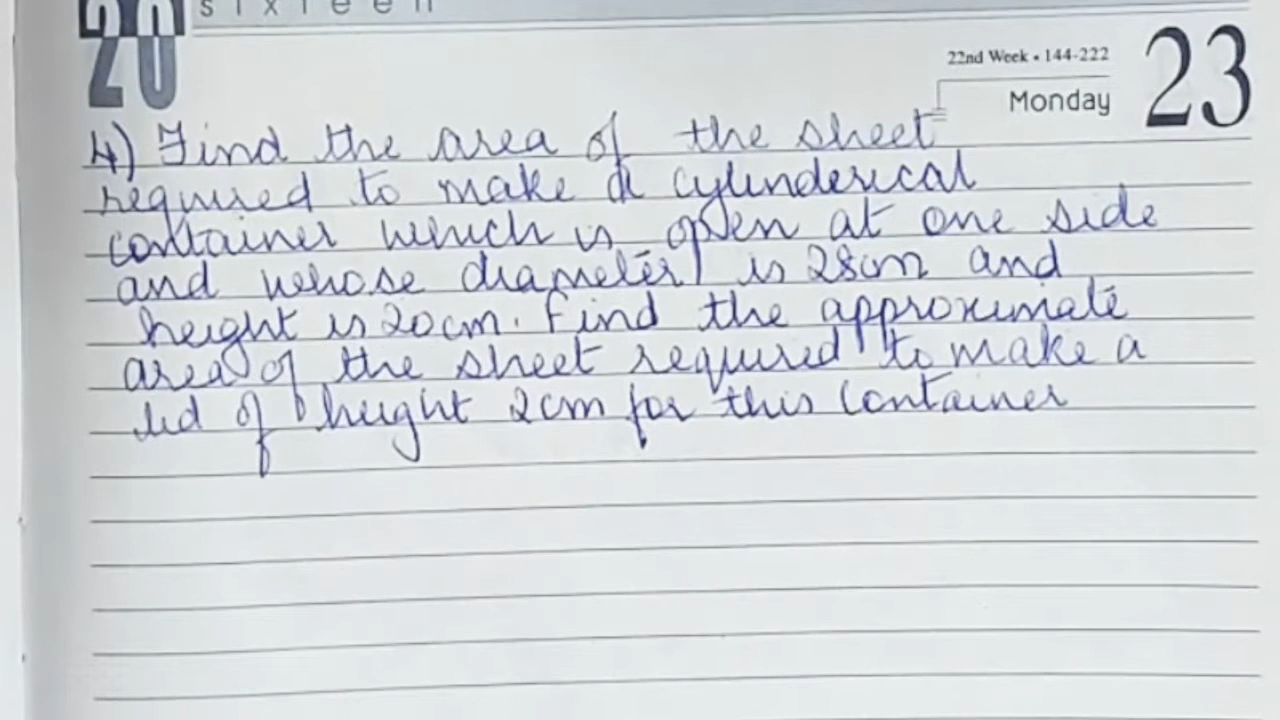 sixteen
20
22nd Week • 144-222
Monday
23
4) Find the area of the sheet
required to make a cylinderical
container which is open at one side
and whose diameter is 28cm and
height is 20cm. Find the approximate
area of the sheet required to make a
lid of height 2cm for this container